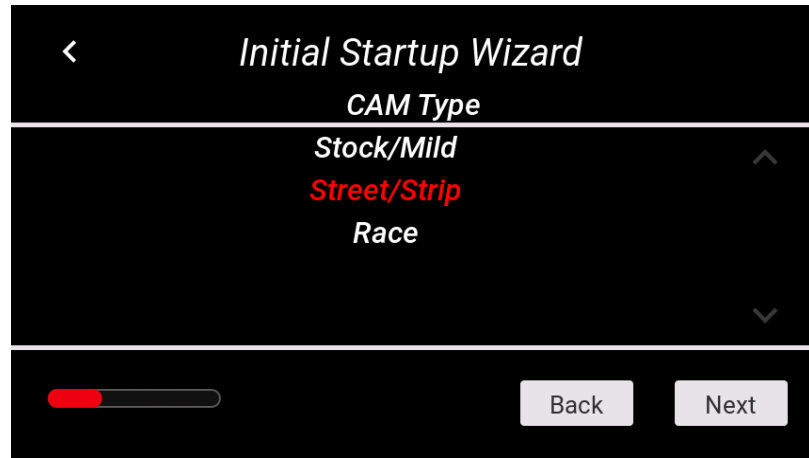 Initial Startup Wizard
CAM Type
Stock/Mild
Street/Strip
Race
Back Next